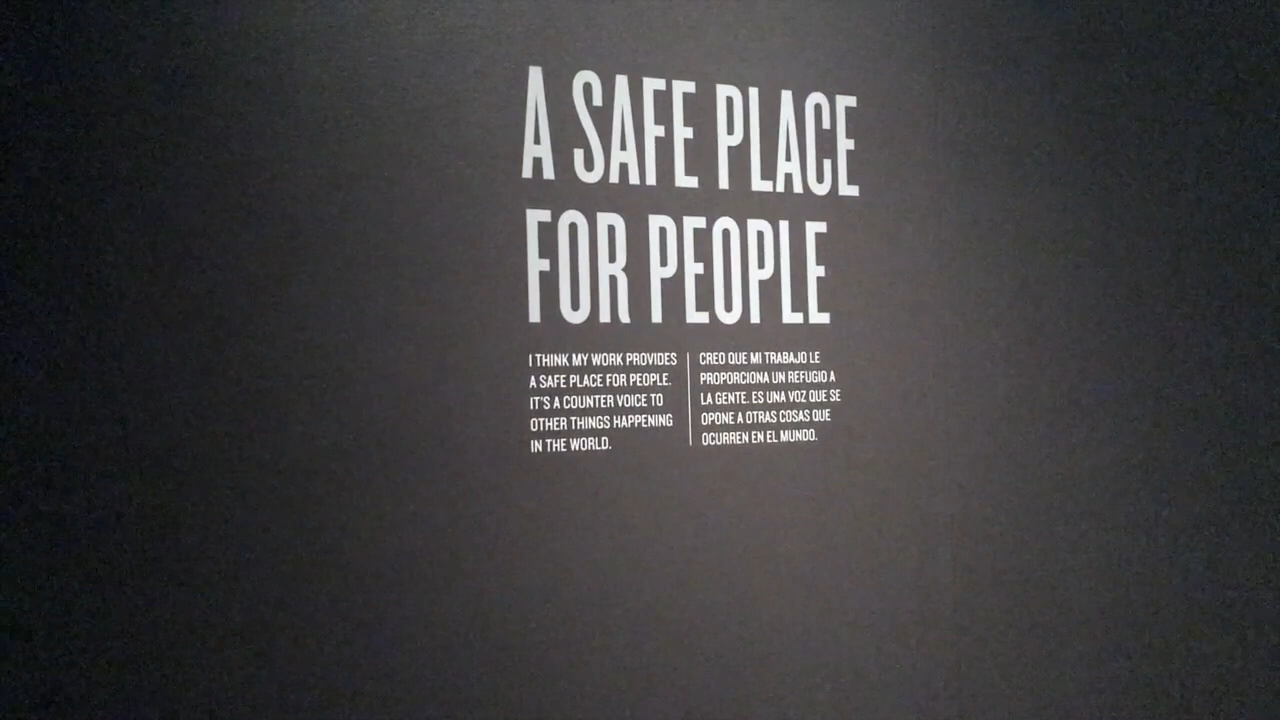 A SAFE PLACE
FOR PEOPLE
I THINK MY WORK PROVIDES
A SAFE PLACE FOR PEOPLE.
IT'S A COUNTER VOICE TO
OTHER THINGS HAPPENING
IN THE WORLD.
CREO QUE MI TRABAJO LE
PROPORCIONA UN REFUGIO A
LA GENTE. ES UNA VOZ QUE SE
OPONE A OTRAS COSAS QUE
OCURREN EN EL MUNDO.